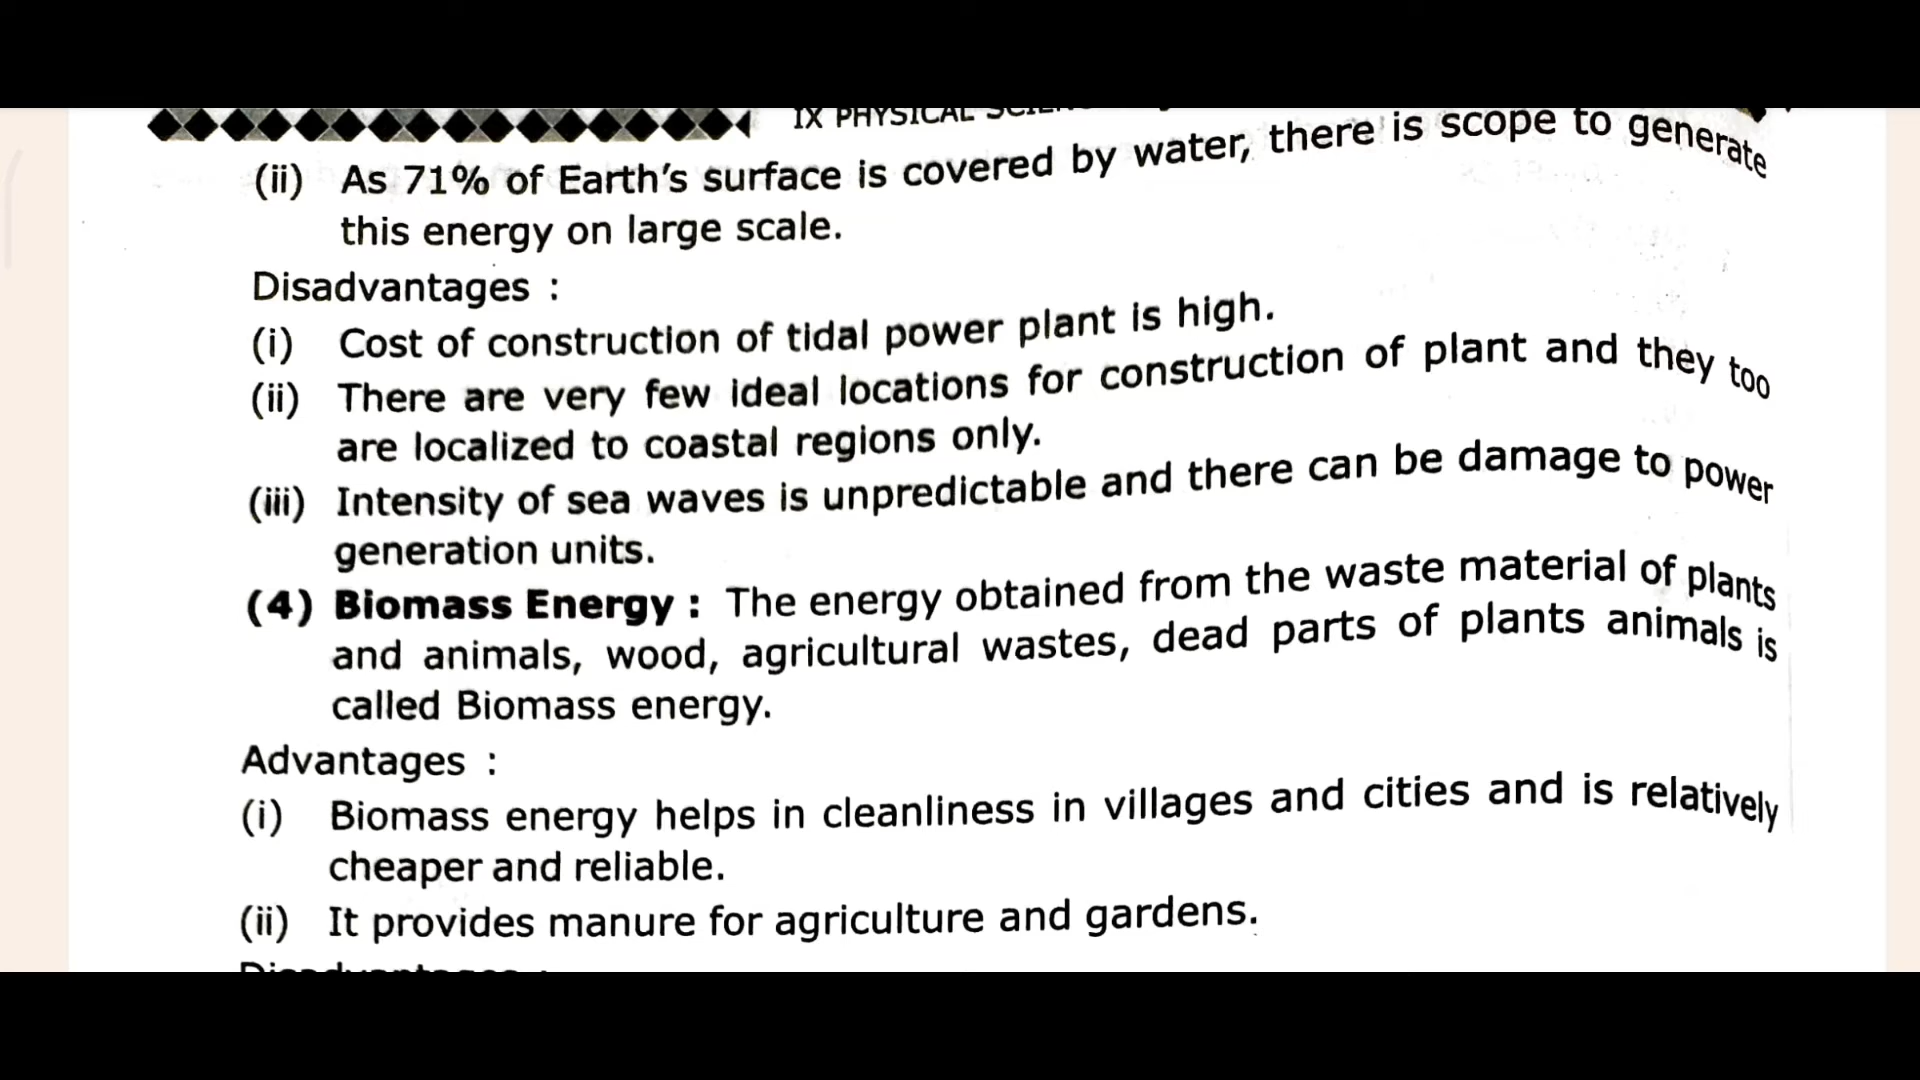 IX PHYSICAL
(ii) As 71% of Earth's surface is covered by water, there is scope to generate
this energy on large scale.
Disadvantages :
(i) Cost of construction of tidal power plant is high.
(ii) There are very few ideal locations for construction of plant and they too
are localized to coastal regions only.
(iii) Intensity of sea waves is unpredictable and there can be damage to power
generation units.
(4) Biomass Energy : The energy obtained from the waste material of plants
and animals, wood, agricultural wastes, dead parts of plants animals is
called Biomass energy.
Advantages :
(i) Biomass energy helps in cleanliness in villages and cities and is relatively
cheaper and reliable.
(ii) It provides manure for agriculture and gardens.